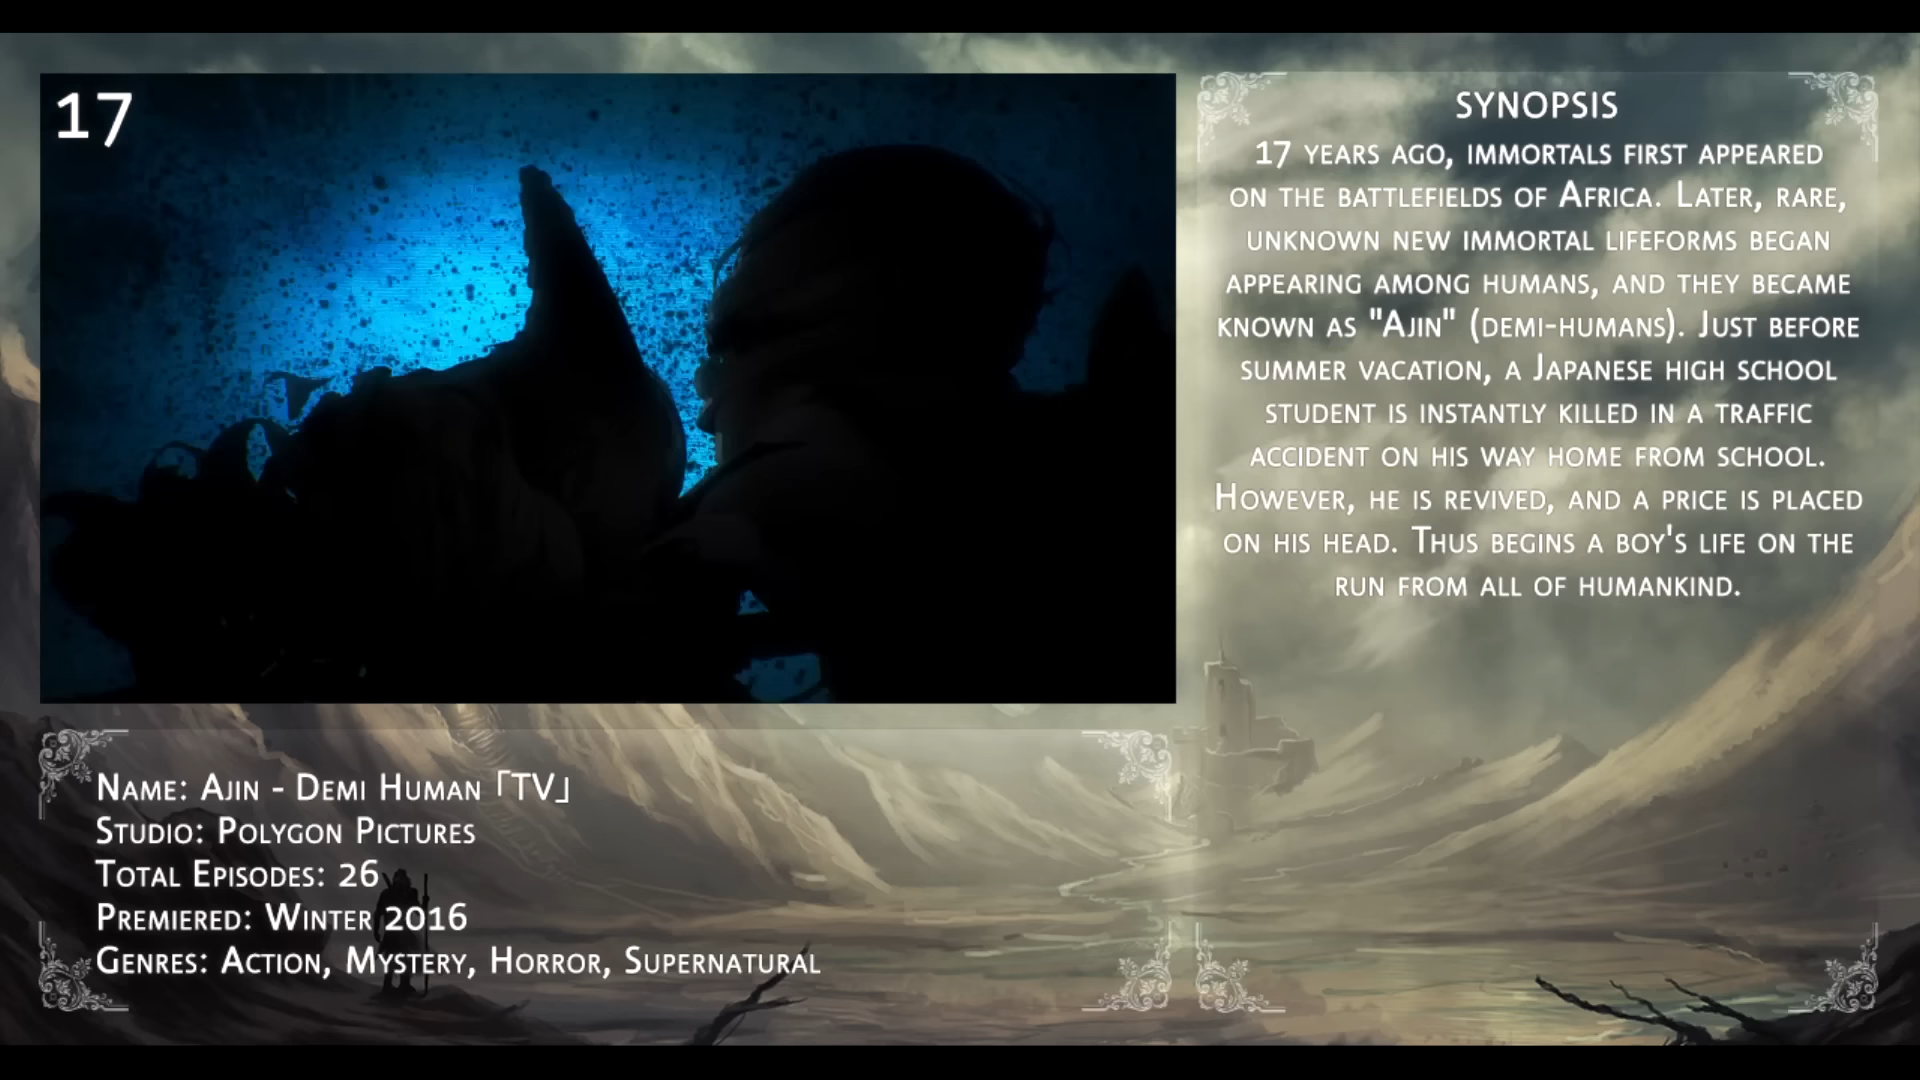 17
SYNOPSIS
17 YEARS AGO, IMMORTALS FIRST APPEARED
ON THE BATTLEFIELDS OF AFRICA. LATER, RARE,
UNKNOWN NEW IMMORTAL LIFEFORMS BEGAN
APPEARING AMONG HUMANS, AND THEY BECAME
KNOWN AS "AJIN" (DEMI-HUMANS). JUST BEFORE
SUMMER VACATION, A JAPANESE HIGH SCHOOL
STUDENT IS INSTANTLY KILLED IN A TRAFFIC
ACCIDENT ON HIS WAY HOME FROM SCHOOL.
HOWEVER, HE IS REVIVED, AND A PRICE IS PLACED
ON HIS HEAD. THUS BEGINS A BOY'S LIFE ON THE
RUN FROM ALL OF HUMANKIND.
NAME: AJIN - DEMI HUMAN「TV」
STUDIO: POLYGON PICTURES
TOTAL EPISODES: 26
PREMIERED: WINTER 2016
GENRES: ACTION, MYSTERY, HORROR, SUPERNATURAL